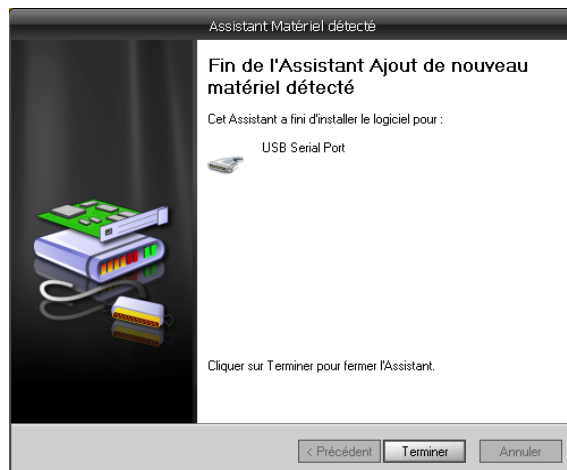 Assistant Matériel détecté
Fin de l'Assistant Ajout de nouveau
matériel détecté
Cet Assistant a fini d'installer le logiciel pour :
USB Serial Port
Cliquer sur Terminer pour fermer l'Assistant.
< Précédent Terminer Annuler